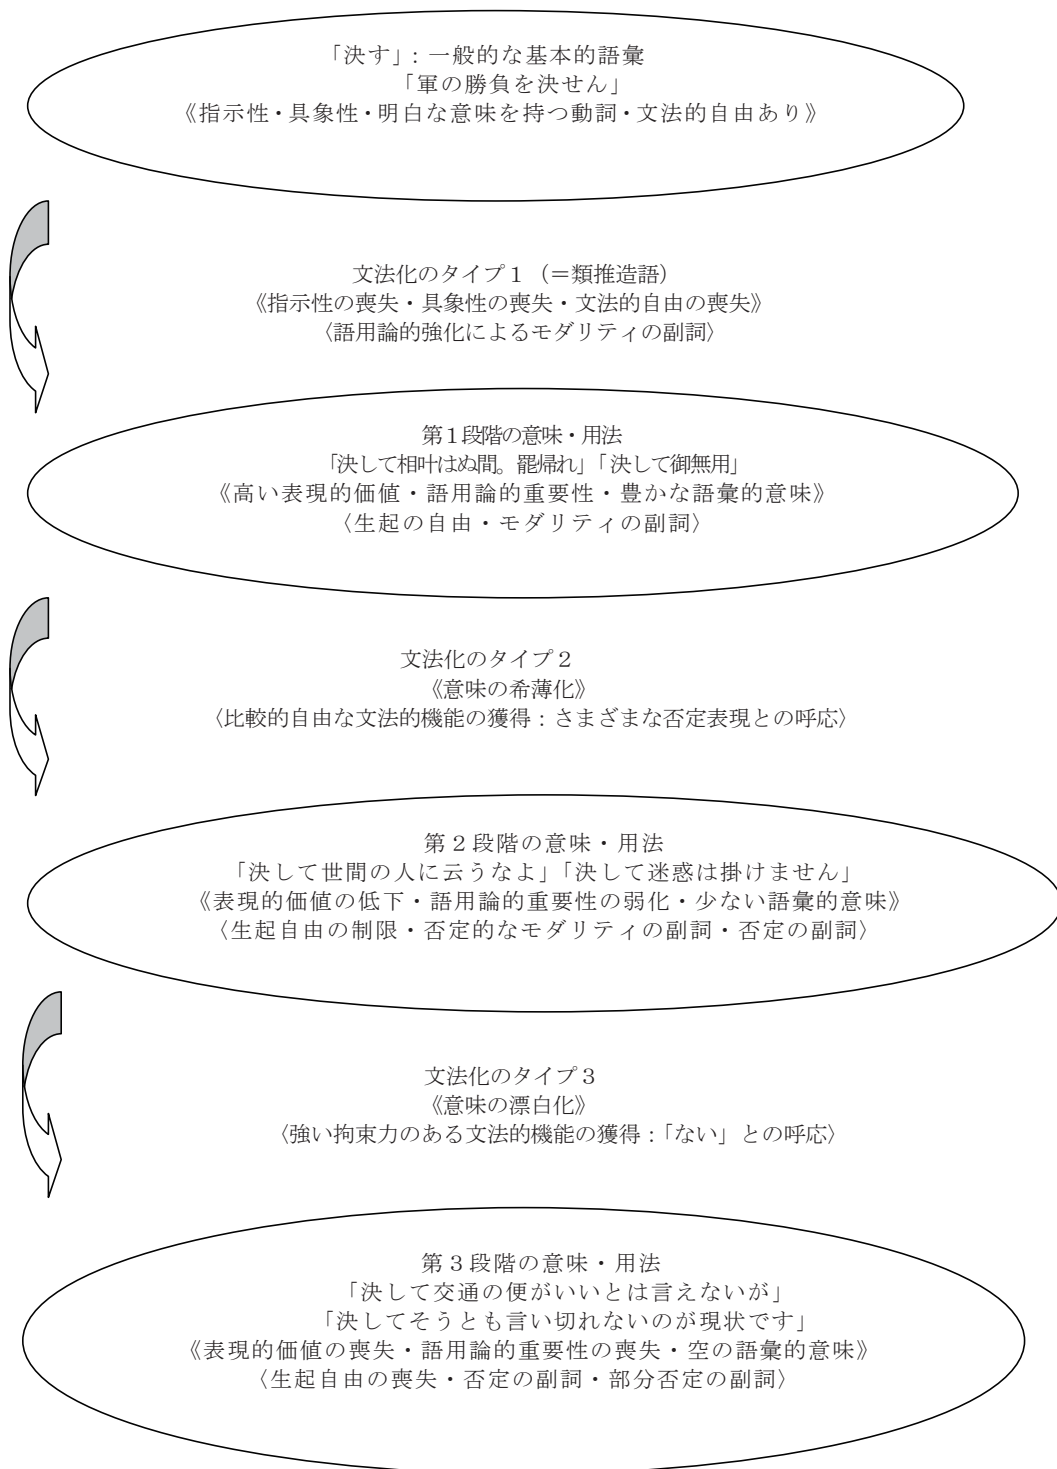 「決す」: 一般的な基本的語彙
「軍の勝負を決せん」
《指示性・具象性・明白な意味を持つ動詞・文法的自由あり》
文法化のタイプ1（＝類推造語）
《指示性の喪失・具象性の喪失・文法的自由の喪失》
〈語用論的強化によるモダリティの副詞〉
第1段階の意味・用法
「決して相叶はぬ間。罷帰れ」「決して御無用」
《高い表現的価値・語用論的重要性・豊かな語彙的意味》
〈生起の自由・モダリティの副詞〉
文法化のタイプ2
《意味の希薄化》
〈比較的自由な文法的機能の獲得：さまざまな否定表現との呼応〉
第2段階の意味・用法
「決して世間の人に云うなよ」「決して迷惑は掛けません」
《表現的価値の低下・語用論的重要性の弱化・少ない語彙的意味》
〈生起自由の制限・否定的なモダリティの副詞・否定の副詞〉
文法化のタイプ3
《意味の漂白化》
〈強い拘束力のある文法的機能の獲得：「ない」との呼応〉
第3段階の意味・用法
「決して交通の便がいいとは言えないが」
「決してそうとも言い切れないのが現状です」
《表現的価値の喪失・語用論的重要性の喪失・空の語彙的意味》
〈生起自由の喪失・否定の副詞・部分否定の副詞〉